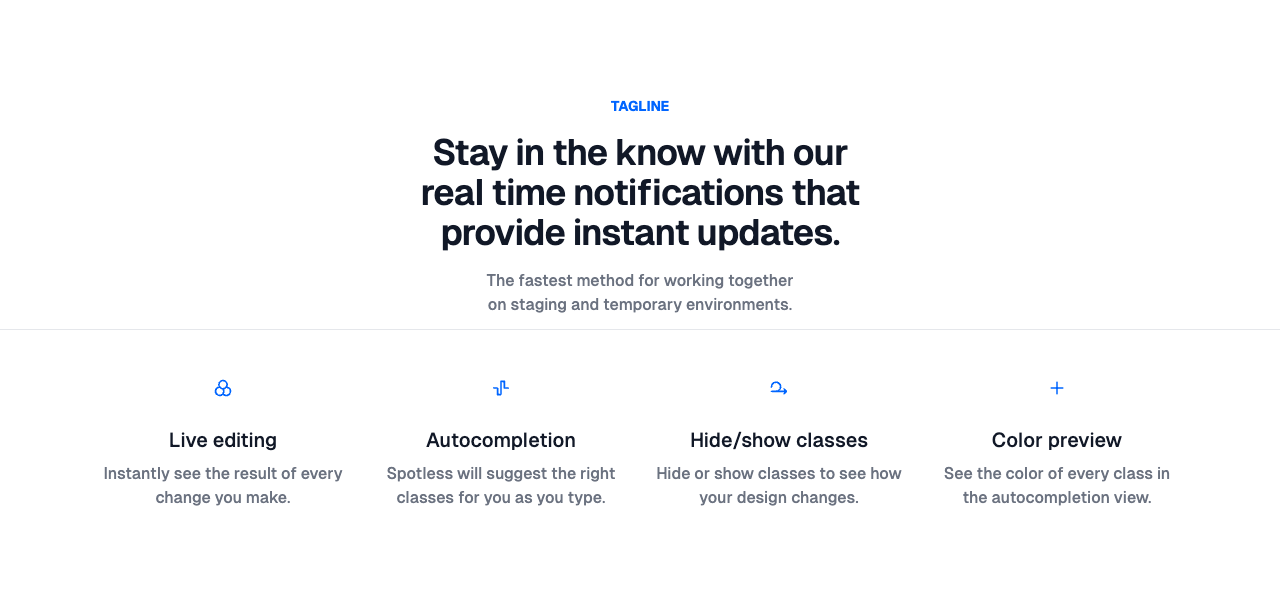 TAGLINE
Stay in the know with our
real time notifications that
provide instant updates.
The fastest method for working together
on staging and temporary environments.
Live editing
Instantly see the result of every
change you make.
Autocompletion
Spotless will suggest the right
classes for you as you type.
Hide/show classes
Hide or show classes to see how
your design changes.
Color preview
See the color of every class in
the autocompletion view.